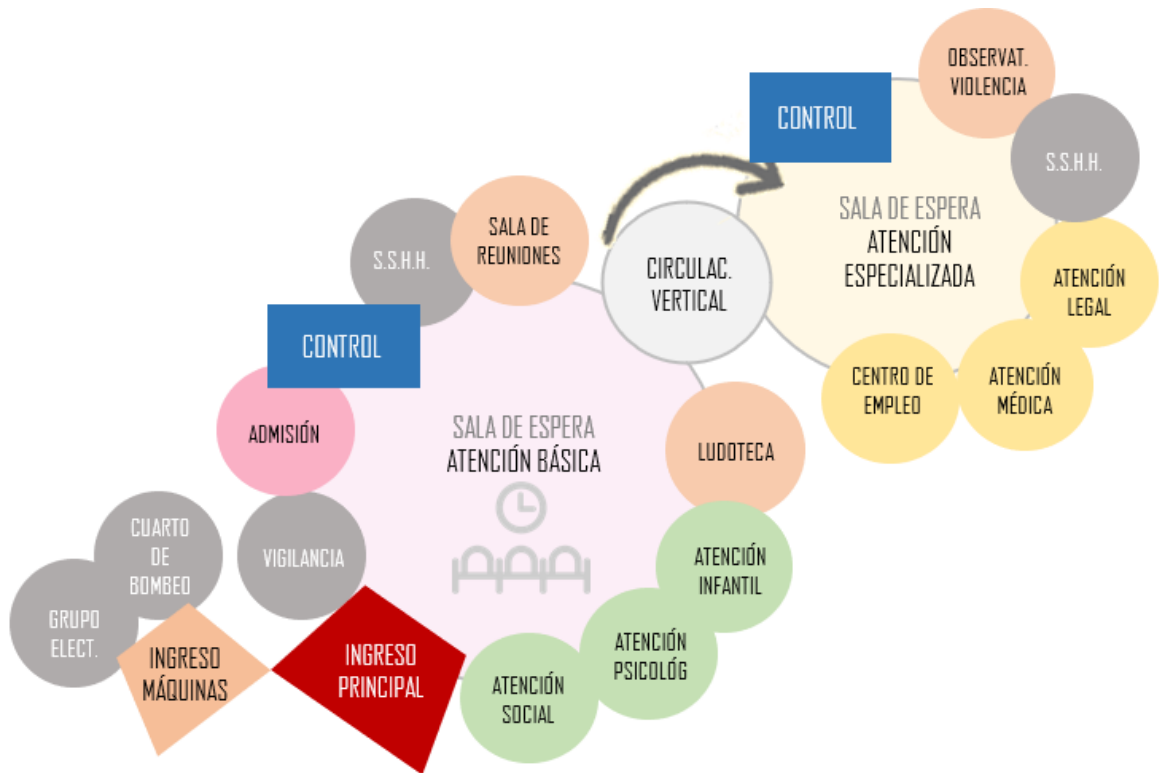 OBSERVAT.
VIOLENCIA
CONTROL
S.S.H.H.
SALA DE ESPERA
ATENCIÓN
ESPECIALIZADA
ATENCIÓN
LEGAL
CENTRO DE
EMPLEO
ATENCIÓN
MÉDICA
CIRCULAC.
VERTICAL
SALA DE
REUNIONES
S.S.H.H.
CONTROL
ADMISIÓN
SALA DE ESPERA
ATENCIÓN BÁSICA
LUDOTECA
CUARTO
DE
BOMBEO
VIGILANCIA
ATENCIÓN
INFANTIL
GRUPO
ELECT.
INGRESO
MÁQUINAS
INGRESO
PRINCIPAL
ATENCIÓN
PSICOLÓG
ATENCIÓN
SOCIAL